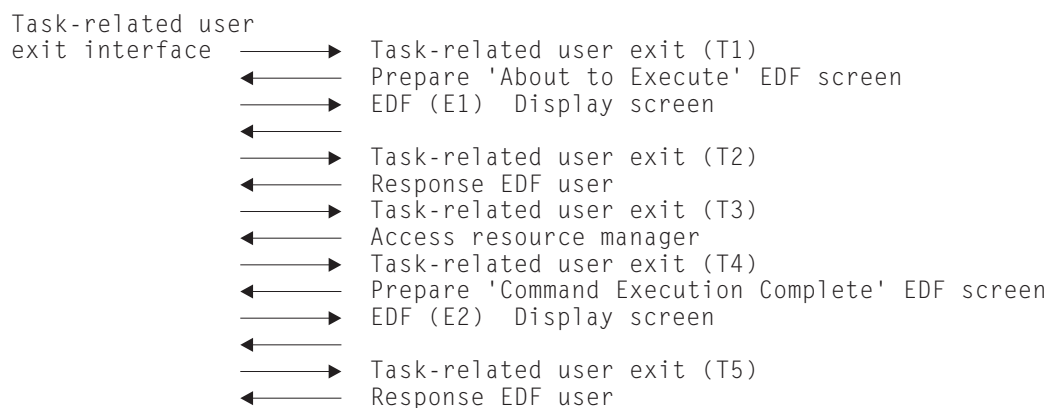 Task-related user
exit interface Task-related user exit (T1)
Prepare 'About to Execute' EDF screen
EDF (E1) Display screen
Task-related user exit (T2)
Response EDF user
Task-related user exit (T3)
Access resource manager
Task-related user exit (T4)
Prepare 'Command Execution Complete' EDF screen
EDF (E2) Display screen
Task-related user exit (T5)
Response EDF user